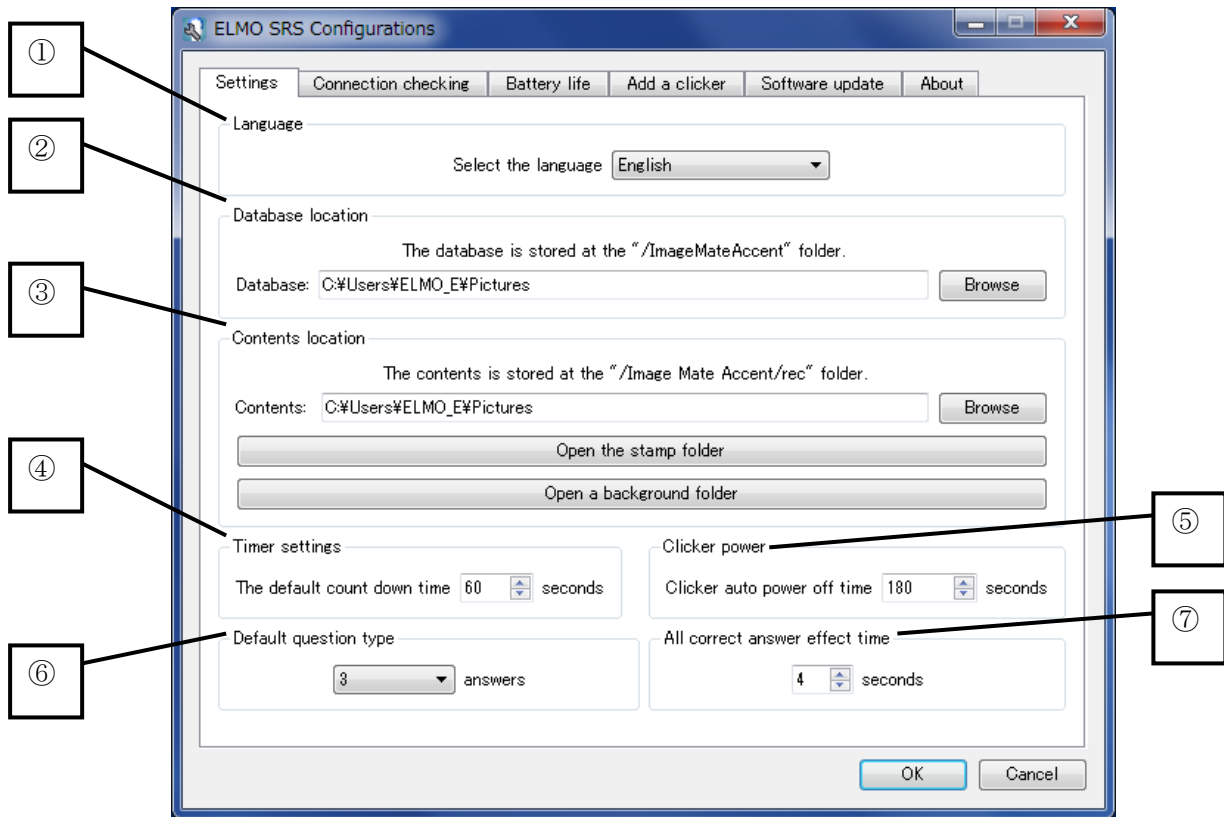 ELMO SRS Configurations
①
Settings Connection checking Battery life Add a clicker Software update About
Language
Select the language English
②
Database location
The database is stored at the "/ImageMateAccent" folder.
Database: C:¥Users¥ELMO_E¥Pictures Browse
③
Contents location
The contents is stored at the "/Image Mate Accent/rec" folder.
Contents: C:¥Users¥ELMO_E¥Pictures Browse
Open the stamp folder
④
Open a background folder
⑤
Timer settings Clicker power
The default count down time 60 seconds Clicker auto power off time 180 seconds
⑦
Default question type All correct answer effect time
⑥
3 answers 4 seconds
OK Cancel